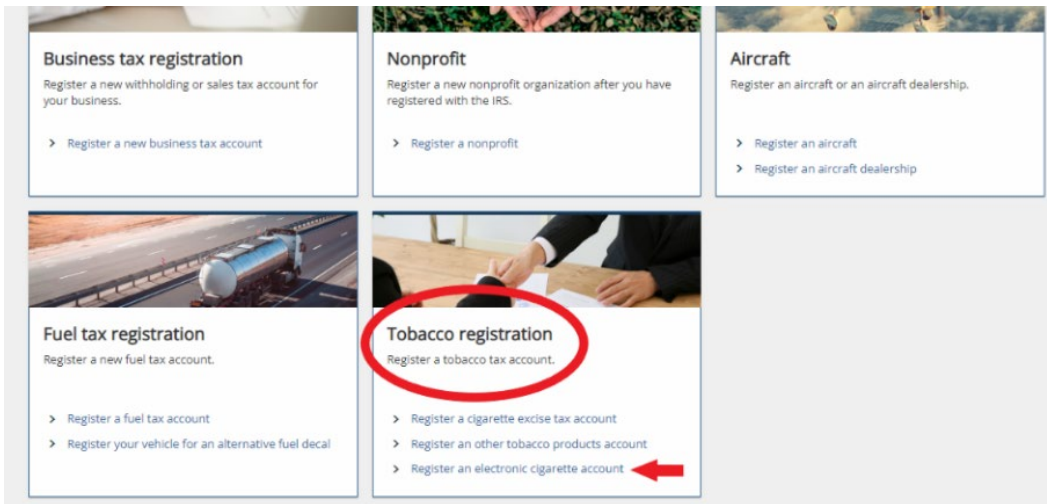 Business tax registration
Register a new withholding or sales tax account for
your business.
Register a new business tax account
Nonprofit
Register a new nonprofit organization after you have
registered with the IRS.
Register a nonprofit
Aircraft
Register an aircraft or an aircraft dealership.
Register an aircraft
Register an aircraft dealership
Fuel tax registration
Register a new fuel tax account.
Register a fuel tax account
Register your vehicle for an alternative fuel decal
Tobacco registration
Register a tobacco tax account.
Register a cigarette excise tax account
Register an other tobacco products account
Register an electronic cigarette account